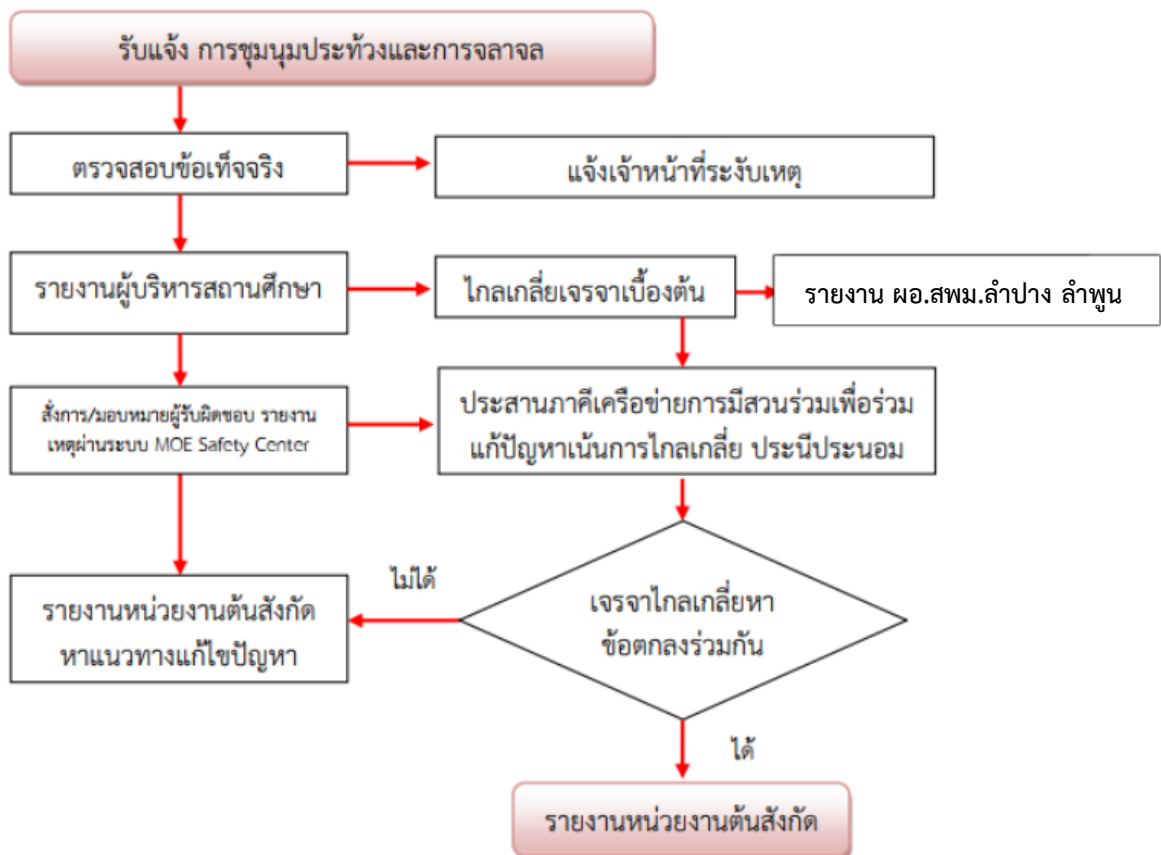 รับแจ้ง การชุมนุมประท้วงและการจลาจล
ตรวจสอบข้อเท็จจริง
แจ้งเจ้าหน้าที่ระงับเหตุ
รายงานผู้บริหารสถานศึกษา
ไกลเกลี่ยเจรจาเบื้องต้น
รายงาน ผอ.สพม.ลำปาง ลำพูน
สั่งการ/มอบหมายผู้รับผิดชอบ รายงาน
เหตุผ่านระบบ MOE Safety Center
ประสานภาคีเครือข่ายการมีส่วนร่วมเพื่อร่วม
แก้ปัญหาเน้นการไกลเกลี่ย ประนีประนอม
ไม่ได้
เจรจาไกลเกลี่ยหา
ข้อตกลงร่วมกัน
รายงานหน่วยงานต้นสังกัด
หาแนวทางแก้ไขปัญหา
ได้
รายงานหน่วยงานต้นสังกัด